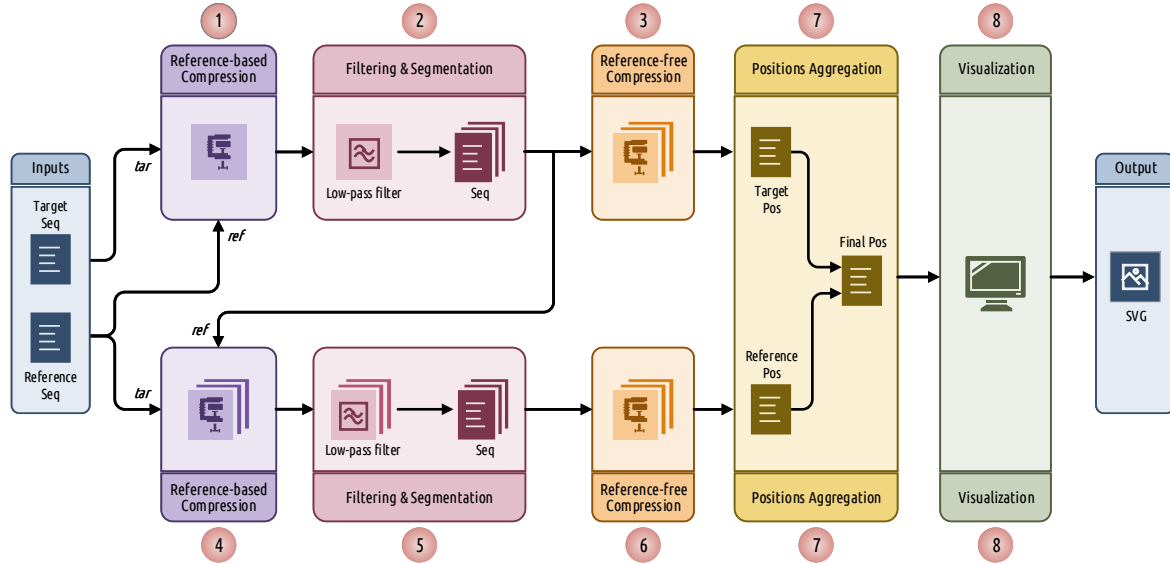 1
2
3
7
8
Reference-based
Compression
Filtering & Segmentation
Reference-free
Compression
Positions Aggregation
Visualization
Inputs
Target
Seq
Reference
Seq
tar
ref
Low-pass filter
Seq
Target
Pos
Final Pos
Reference
Pos
Output
SVG
ref
tar
Low-pass filter
Seq
Reference-based
Compression
Filtering & Segmentation
Reference-free
Compression
Positions Aggregation
Visualization
4
5
6
7
8